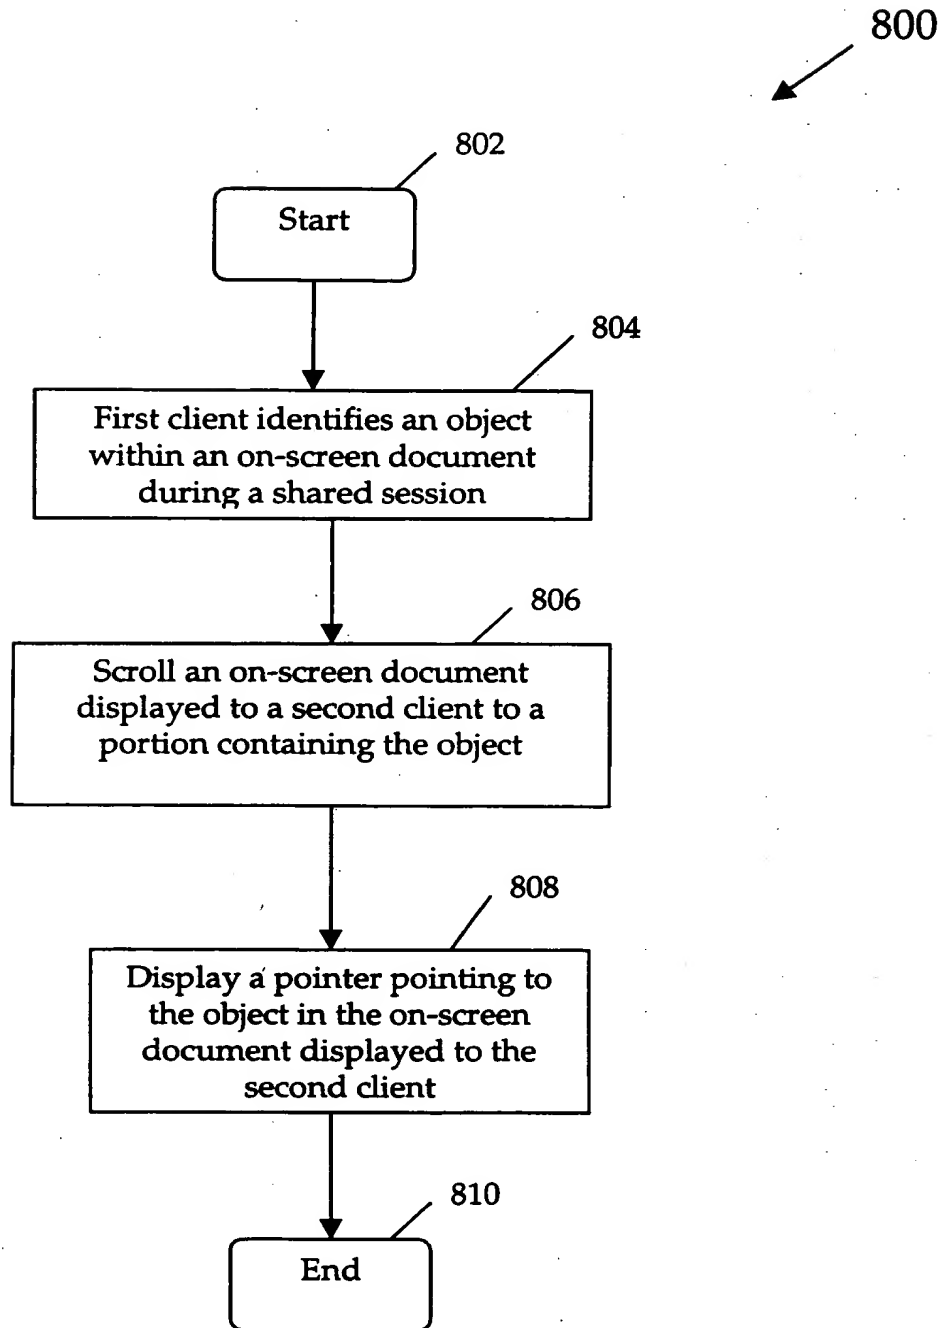 800
802
Start
804
First client identifies an object
within an on-screen document
during a shared session
806
Scroll an on-screen document
displayed to a second client to a
portion containing the object
808
Display a pointer pointing to
the object in the on-screen
document displayed to the
second client
810
End